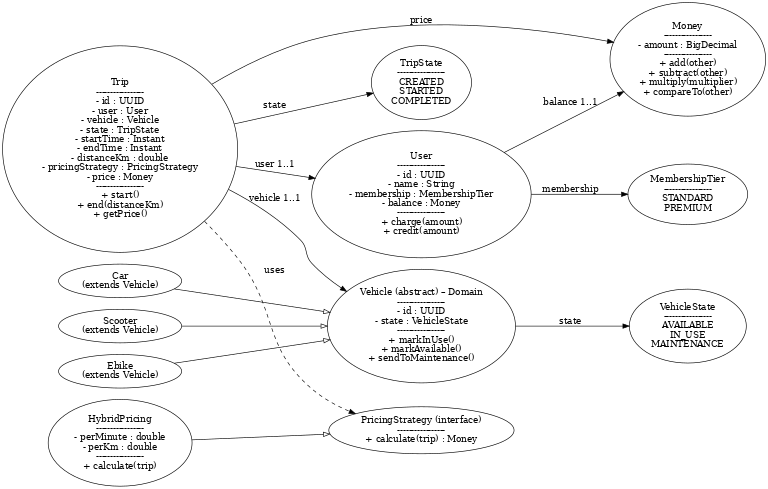 price
Money
----------------
- amount : BigDecimal
----------------
+ add(other)
+ subtract(other)
+ multiply(multiplier)
+ compareTo(other)
TripState
----------------
CREATED
STARTED
COMPLETED
Trip
----------------
- id : UUID
- user : User
- vehicle : Vehicle
- state : TripState
- startTime : Instant
- endTime : Instant
- distanceKm : double
- pricingStrategy : PricingStrategy
- price : Money
----------------
+ start()
+ end(distanceKm)
+ getPrice()
state
balance 1..1
user 1..1
User
----------------
- id : UUID
- name : String
- membership : MembershipTier
- balance : Money
----------------
+ charge(amount)
+ credit(amount)
membership
MembershipTier
----------------
STANDARD
PREMIUM
vehicle 1..1
uses
Car
(extends Vehicle)
Scooter
(extends Vehicle)
Ebike
(extends Vehicle)
Vehicle (abstract) – Domain
----------------
- id : UUID
- state : VehicleState
----------------
+ markInUse()
+ markAvailable()
+ sendToMaintenance()
state
VehicleState
----------------
AVAILABLE
IN_USE
MAINTENANCE
HybridPricing
----------------
- perMinute : double
- perKm : double
----------------
+ calculate(trip)
PricingStrategy (interface)
----------------
+ calculate(trip) : Money